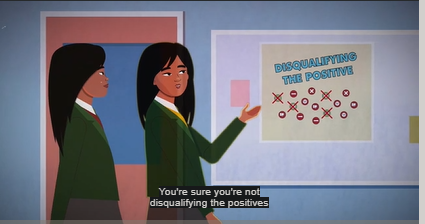 DISQUALIFYING
THE POSITIVE
You're sure you're not
disqualifying the positives